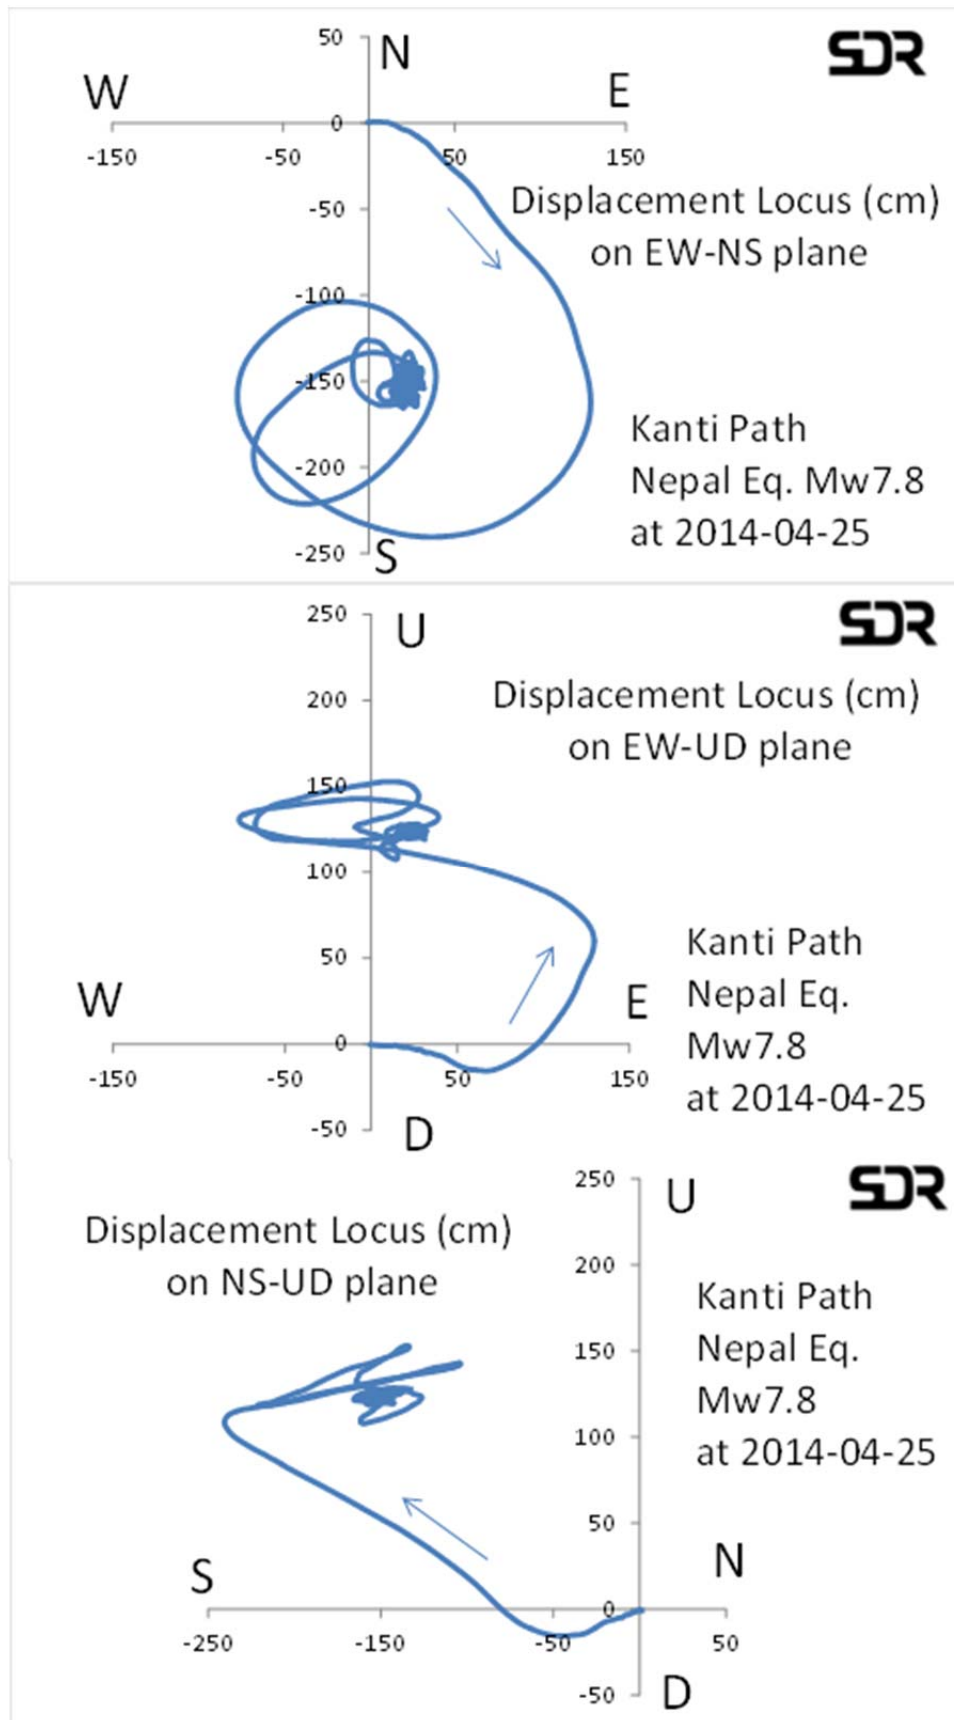 SDR
50
N
W
E
0
-150
-50
50
150
Displacement Locus (cm)
on EW-NS plane
-50
-100
-150
-200
-250
S
Kanti Path
Nepal Eq. Mw7.8
at 2014-04-25
SDR
250
U
200
Displacement Locus (cm)
on EW-UD plane
150
100
50
W
E
0
-150
-50
50
150
-50
D
Kanti Path
Nepal Eq.
Mw7.8
at 2014-04-25
SDR
250
U
Displacement Locus (cm)
on NS-UD plane
200
150
100
50
Kanti Path
Nepal Eq.
Mw7.8
at 2014-04-25
S
N
0
-250
-150
-50
50
-50
D